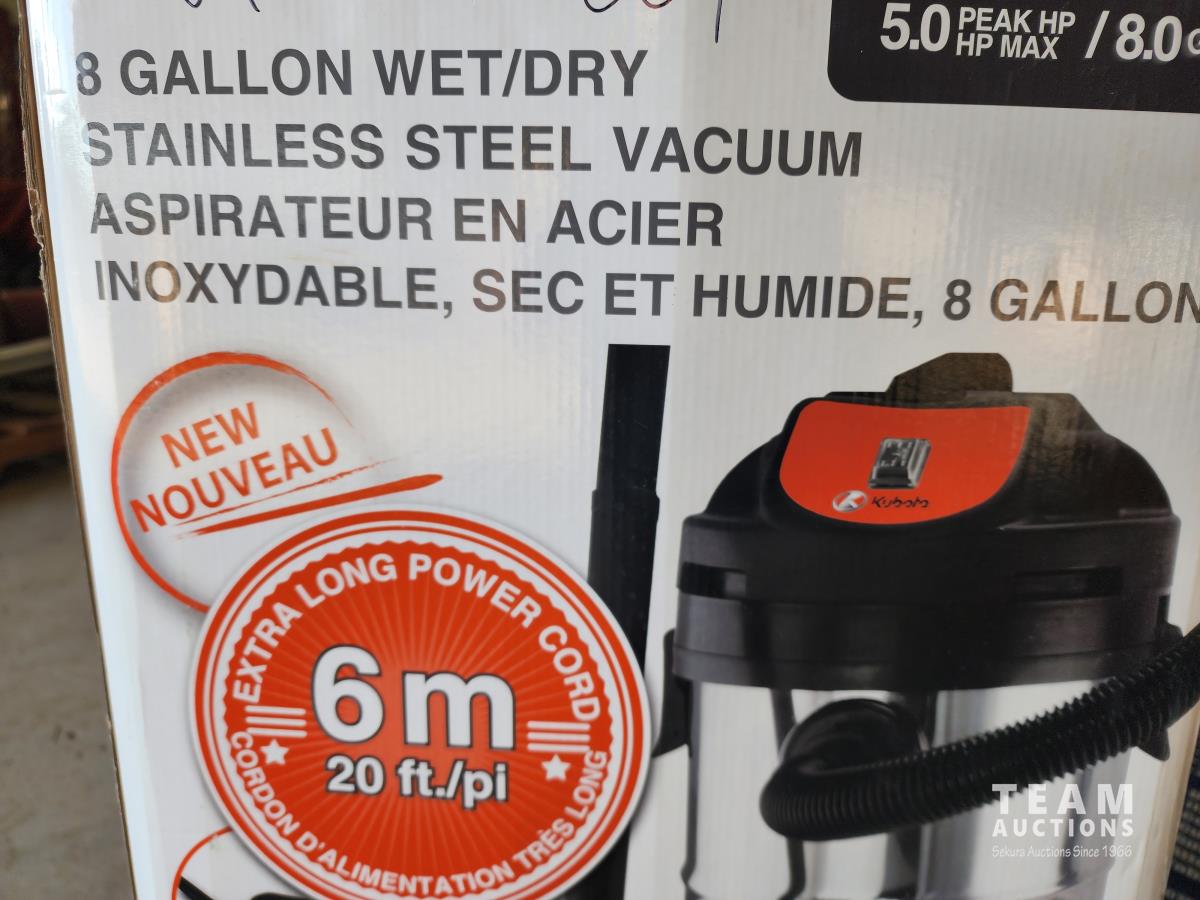 5.0 PEAK HP / 8.0
HP MAX
8 GALLON WET/DRY
STAINLESS STEEL VACUUM
ASPIRATEUR EN ACIER
INOXYDABLE, SEC ET HUMIDE, 8 GALLON
NEW
NOUVEAU
EXTRA LONG POWER CORD
6 m
20 ft./pi
CORDON D'ALIMENTATION TRÈS LONG
Kubota
TEAM
AUCTIONS
Sekura Auctions Since 1966